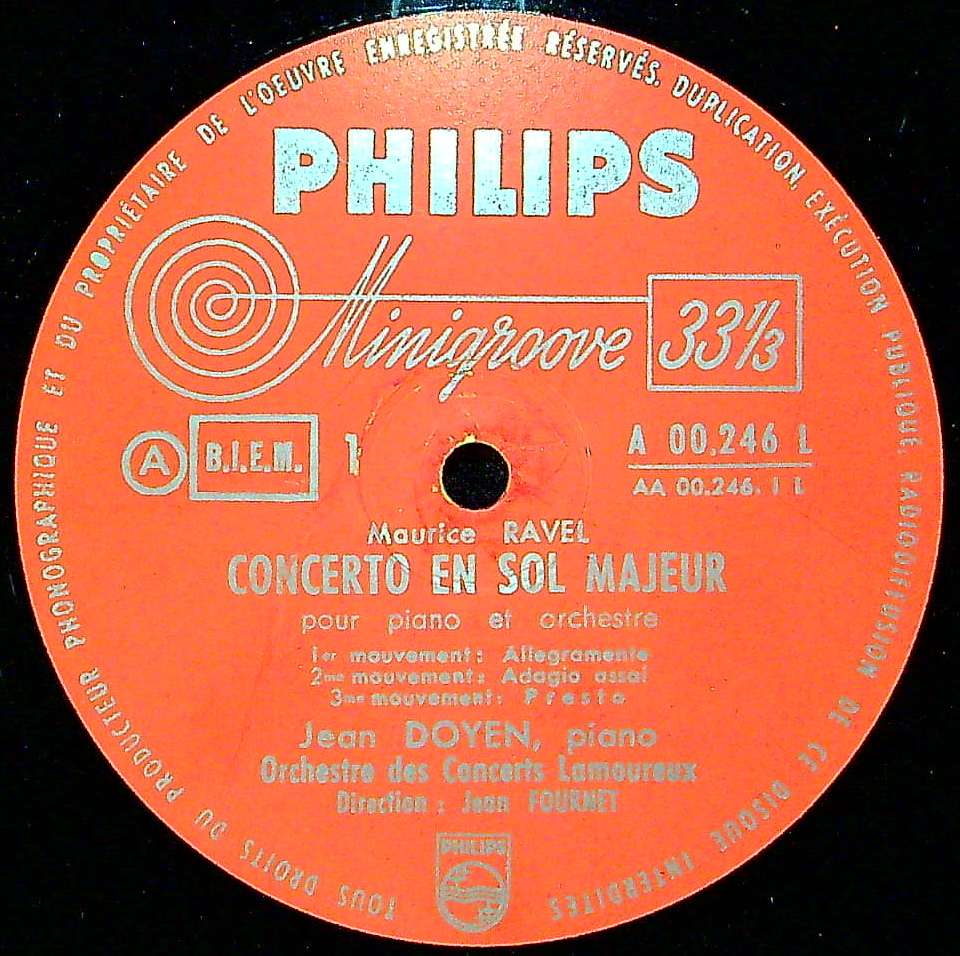 TOUS DROITS DU PRODUCTEUR PHONOGRAPHIQUE ET DU PROPRIÉTAIRE DE L'OEUVRE ENREGISTRÉE RÉSERVÉS. DUPLICATION, EXÉCUTION PUBLIQUE, RADIODIFFUSION DE CE DISQUE INTERDITES
PHILIPS
Minigroove 33 1/3
A B.I.E.M. 1 A 00.246 L
AA 00.246. 1 L
Maurice RAVEL
CONCERTO EN SOL MAJEUR
pour piano et orchestre
1er mouvement: Allegramente
2me mouvement: Adagio assai
3me mouvement: Presto
Jean DOYEN, piano
Orchestre des Concerts Lamoureux
Direction : Jean FOURNET
PHILIPS